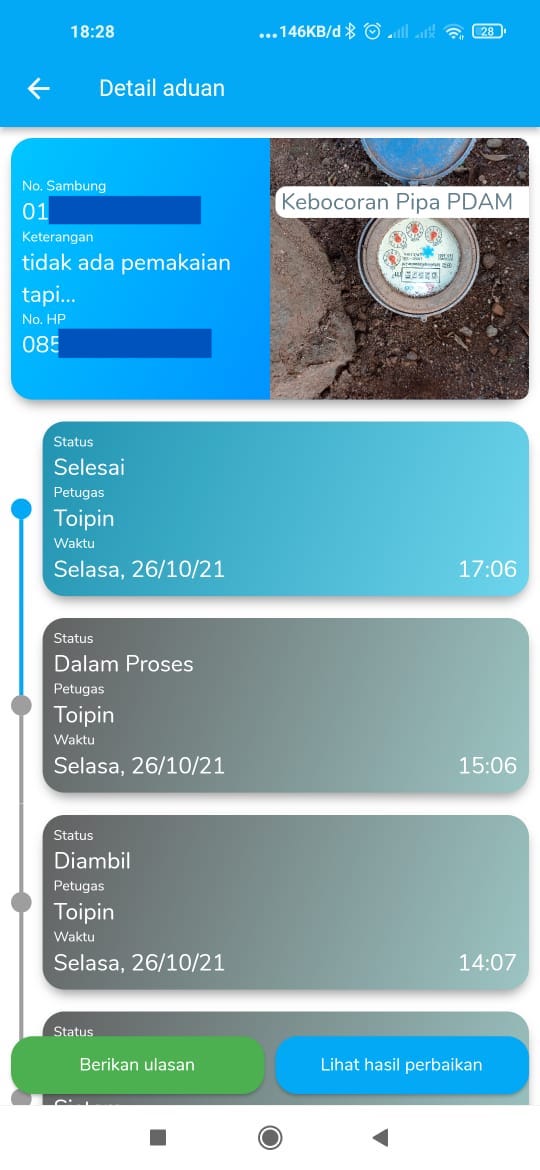 18:28
...146KB/d
28
Detail aduan
No. Sambung
01
Keterangan
tidak ada pemakaian
tapi...
No. HP
085
Kebocoran Pipa PDAM
Status
Selesai
Petugas
Toipin
Waktu
Selasa, 26/10/21 17:06
Status
Dalam Proses
Petugas
Toipin
Waktu
Selasa, 26/10/21 15:06
Status
Diambil
Petugas
Toipin
Waktu
Selasa, 26/10/21 14:07
Status
Berikan ulasan
Lihat hasil perbaikan